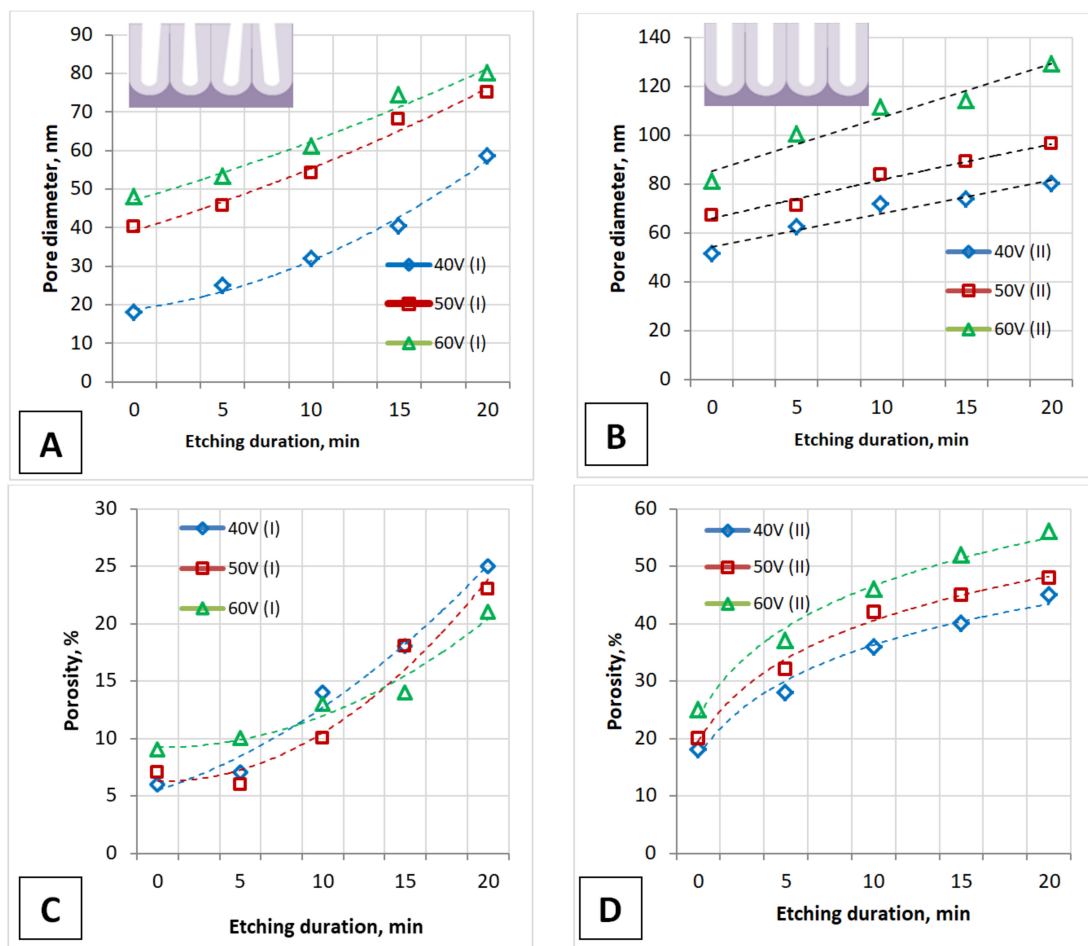 90
80
70
60
50
40
30
20
10
0
Pore diameter, nm
40V (I)
50V (I)
60V (I)
0 5 10 15 20
Etching duration, min
A
140
120
100
80
60
40
20
0
Pore diameter, nm
40V (II)
50V (II)
60V (II)
0 5 10 15 20
Etching duration, min
B
30
25
20
15
10
5
0
Porosity, %
40V (I)
50V (I)
60V (I)
0 5 10 15 20
Etching duration, min
C
60
50
40
30
20
10
0
Porosity, %
40V (II)
50V (II)
60V (II)
0 5 10 15 20
Etching duration, min
D